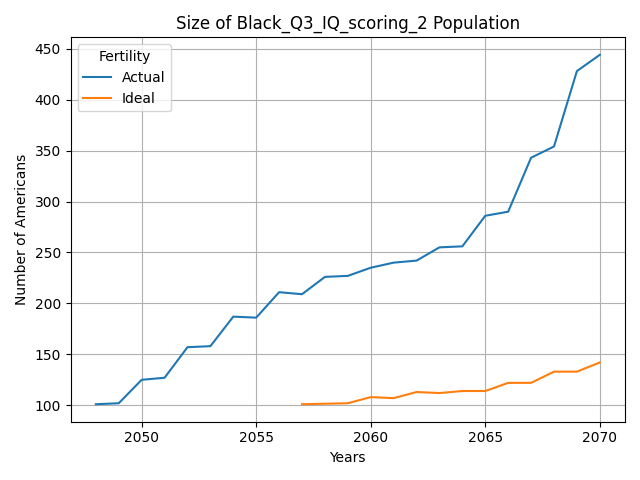 Size of Black_Q3_IQ_scoring_2 Population
Fertility
Actual
Ideal
450
400
350
300
250
200
150
100
Number of Americans
2050 2055 2060 2065 2070
Years